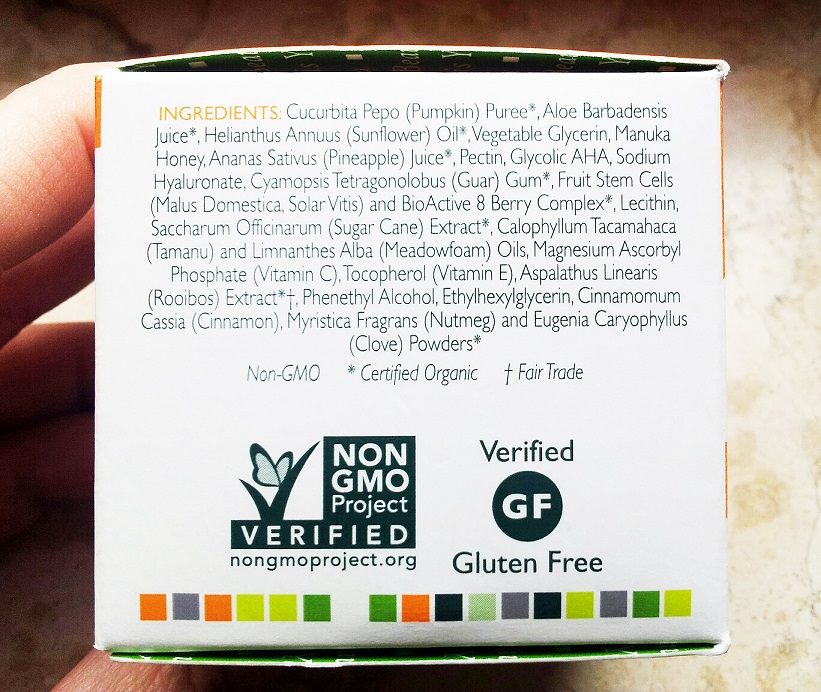 INGREDIENTS: Cucurbita Pepo (Pumpkin) Puree*, Aloe Barbadensis
Juice*, Helianthus Annuus (Sunflower) Oil*, Vegetable Glycerin, Manuka
Honey, Ananas Sativus (Pineapple) Juice*, Pectin, Glycolic AHA, Sodium
Hyaluronate, Cyamopsis Tetragonolobus (Guar) Gum*, Fruit Stem Cells
(Malus Domestica, Solar Vitis) and BioActive 8 Berry Complex*, Lecithin,
Saccharum Officinarum (Sugar Cane) Extract*, Calophyllum Tacamahaca
(Tamanu) and Limnanthes Alba (Meadowfoam) Oils, Magnesium Ascorbyl
Phosphate (Vitamin C), Tocopherol (Vitamin E), Aspalathus Linearis
(Rooibos) Extract*†, Phenethyl Alcohol, Ethylhexylglycerin, Cinnamomum
Cassia (Cinnamon), Myristica Fragrans (Nutmeg) and Eugenia Caryophyllus
(Clove) Powders*
Non-GMO * Certified Organic † Fair Trade
NON
GMO
Project
VERIFIED
nongmoproject.org
Verified
GF
Gluten Free